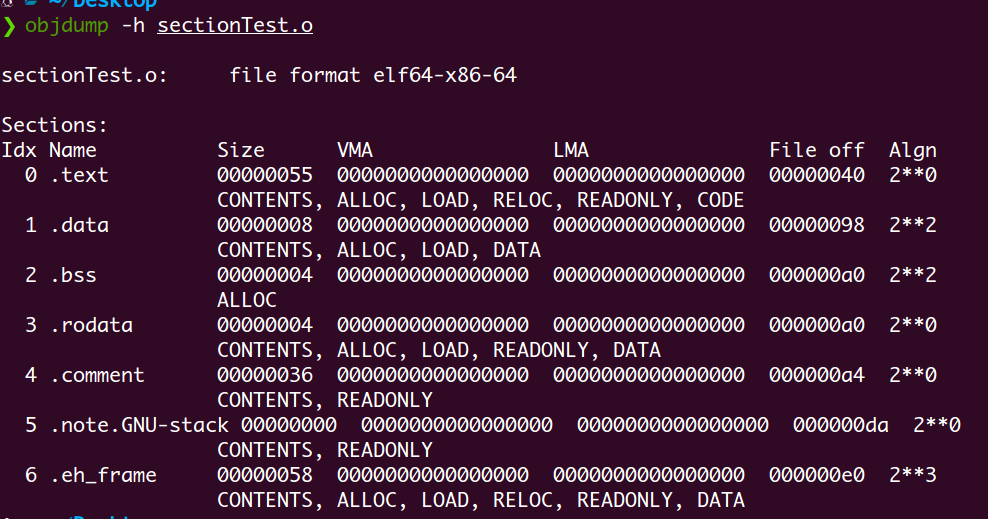 ~/Desktop
❯ objdump -h sectionTest.o
sectionTest.o:     file format elf64-x86-64
Sections:
Idx Name          Size      VMA               LMA               File off  Algn
  0 .text         00000055  0000000000000000  0000000000000000  00000040  2**0
                  CONTENTS, ALLOC, LOAD, RELOC, READONLY, CODE
  1 .data         00000008  0000000000000000  0000000000000000  00000098  2**2
                  CONTENTS, ALLOC, LOAD, DATA
  2 .bss          00000004  0000000000000000  0000000000000000  000000a0  2**2
                  ALLOC
  3 .rodata       00000004  0000000000000000  0000000000000000  000000a0  2**0
                  CONTENTS, ALLOC, LOAD, READONLY, DATA
  4 .comment      00000036  0000000000000000  0000000000000000  000000a4  2**0
                  CONTENTS, READONLY
  5 .note.GNU-stack 00000000  0000000000000000  0000000000000000  000000da  2**0
                  CONTENTS, READONLY
  6 .eh_frame     00000058  0000000000000000  0000000000000000  000000e0  2**3
                  CONTENTS, ALLOC, LOAD, RELOC, READONLY, DATA